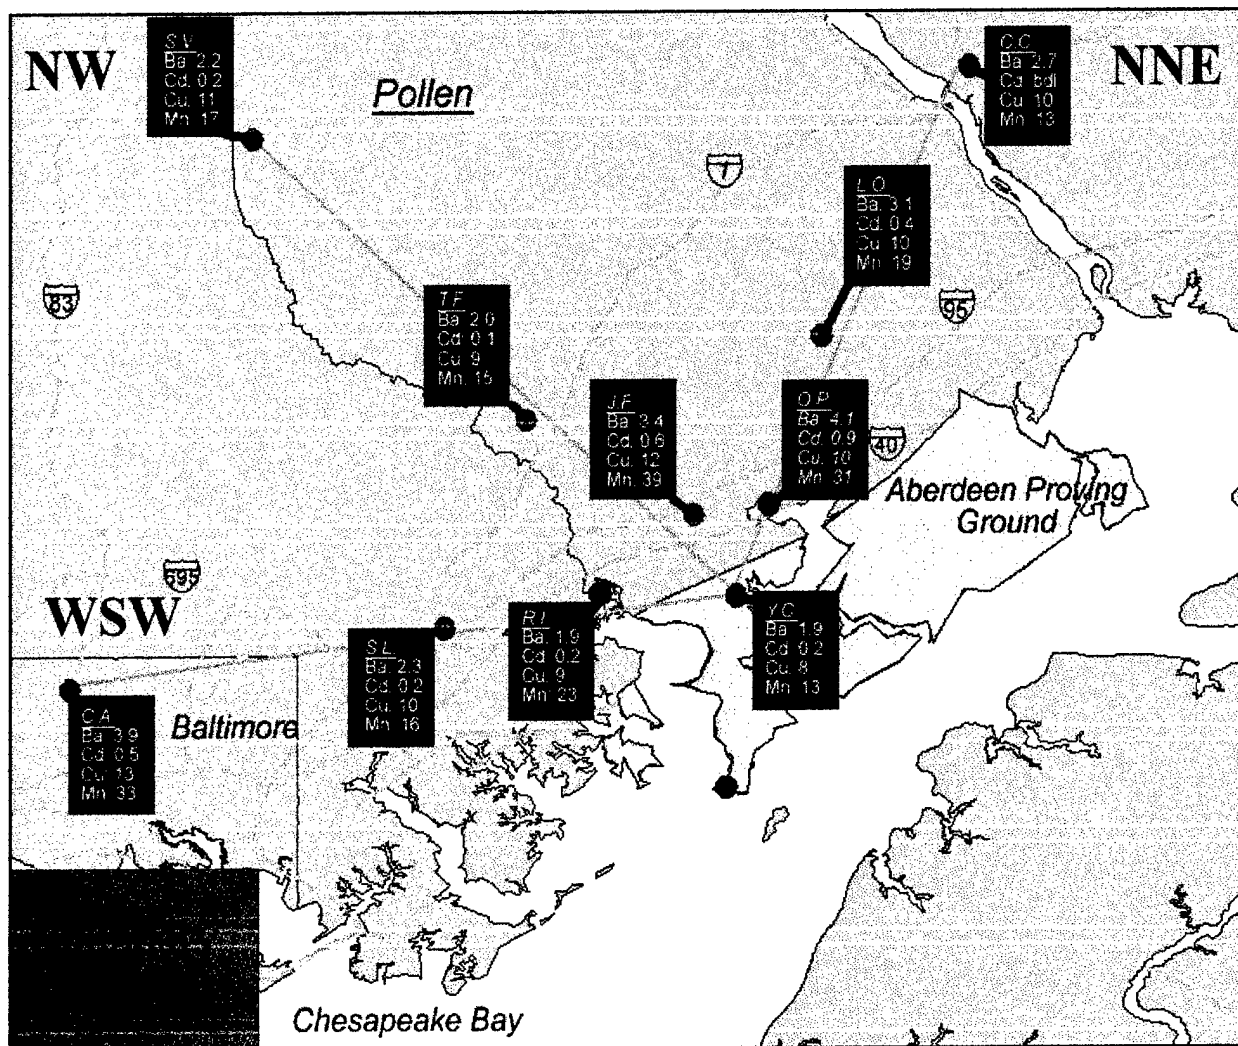 NW
S.V.
Ba 2.2
Cd. 0.2
Cu. 11
Mn. 17
Pollen
C.C.
Ba 2.7
Cd bdl
Cu 10
Mn. 13
NNE
1
L.O.
Ba. 3.1
Cd. 0.4
Cu. 10
Mn. 19
83
95
T.F.
Ba 2.0
Cd 0.1
Cu. 9
Mn. 15
J.F.
Ba 3.4
Cd. 0.6
Cu. 12
Mn. 39
O.P.
Ba 4.1
Cd. 0.9
Cu. 10
Mn. 31
40
Aberdeen Proving
Ground
695
WSW
R.I.
Ba. 1.9
Cd. 0.2
Cu. 9
Mn. 23
Y.C.
Ba 1.9
Cd. 0.2
Cu. 8
Mn. 13
S.L.
Ba. 2.3
Cd. 0.2
Cu. 10
Mn. 16
C.A.
Ba 3.9
Cd. 0.5
Cu. 13
Mn. 33
Baltimore
Chesapeake Bay